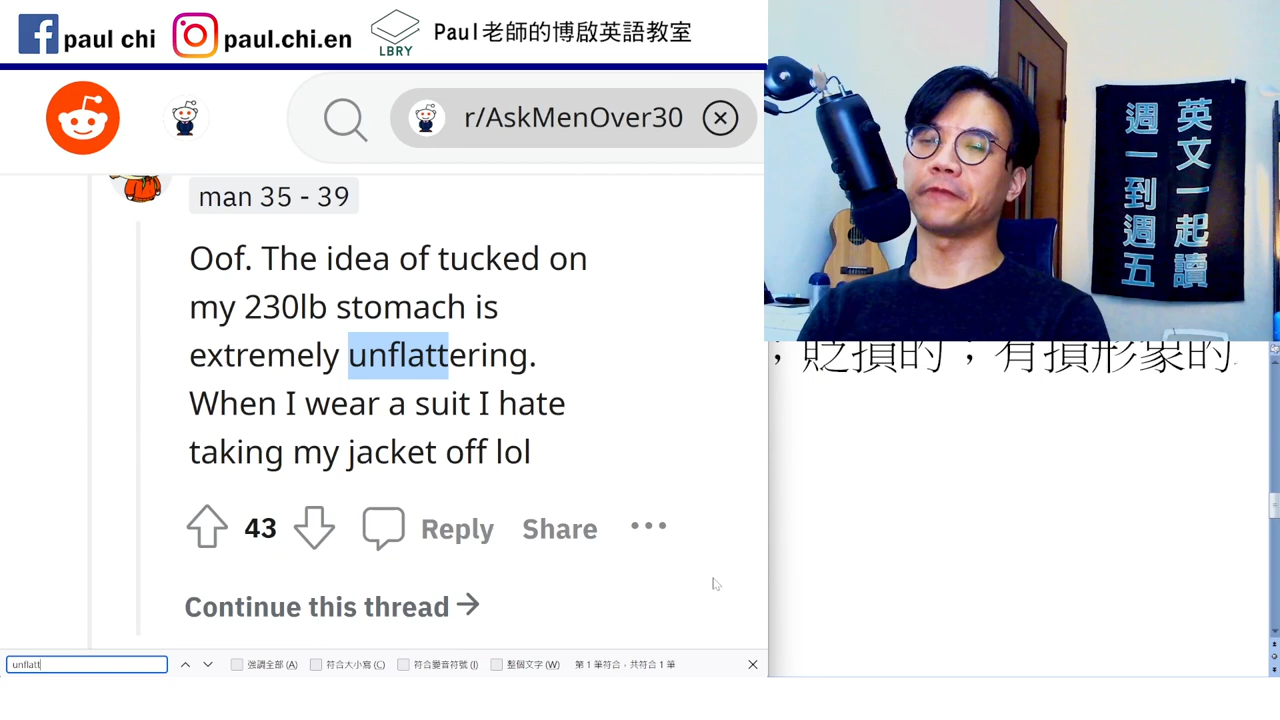 paul chi
paul.chi.en
LBRY
Paul老師的博啟英語教室
r/AskMenOver30
man 35 - 39
Oof. The idea of tucked on
my 230lb stomach is
extremely unflattering.
When I wear a suit I hate
taking my jacket off lol
43
Reply
Share
Continue this thread
unflatt
強調全部 (A)
符合大小寫 (C)
符合變音符號 (I)
整個文字 (W)
第 1 筆符合，共符合 1 筆
英文一起讀
週一到週五
，貶損的，有損形象的